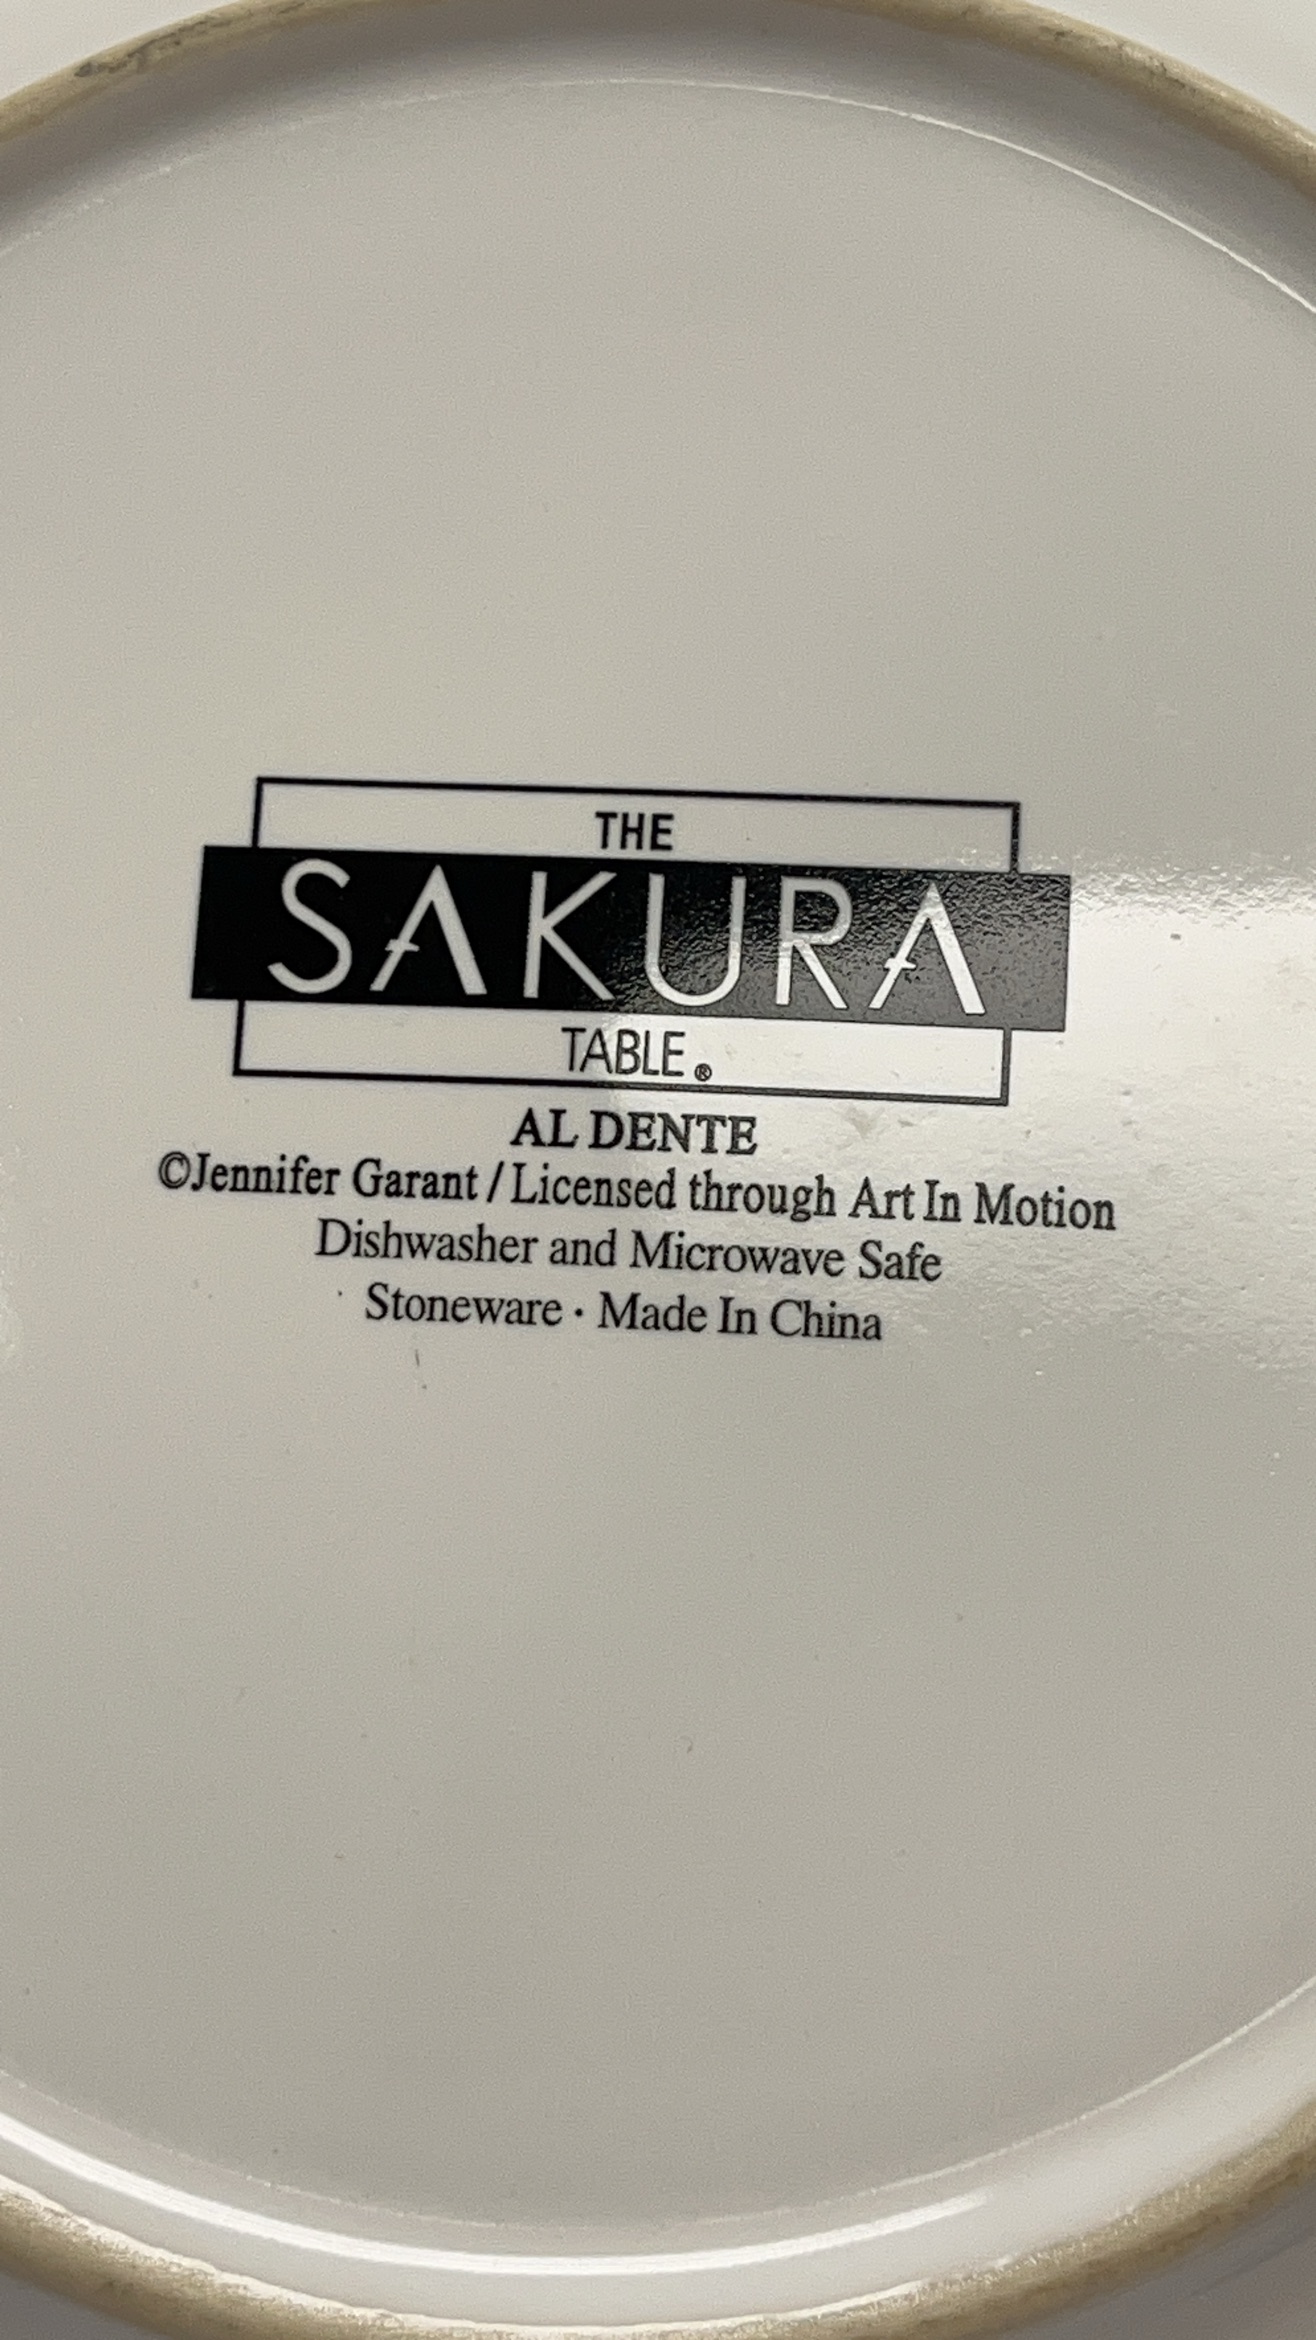 THE
SAKURA
TABLE®
AL DENTE
©Jennifer Garant / Licensed through Art In Motion
Dishwasher and Microwave Safe
Stoneware · Made In China